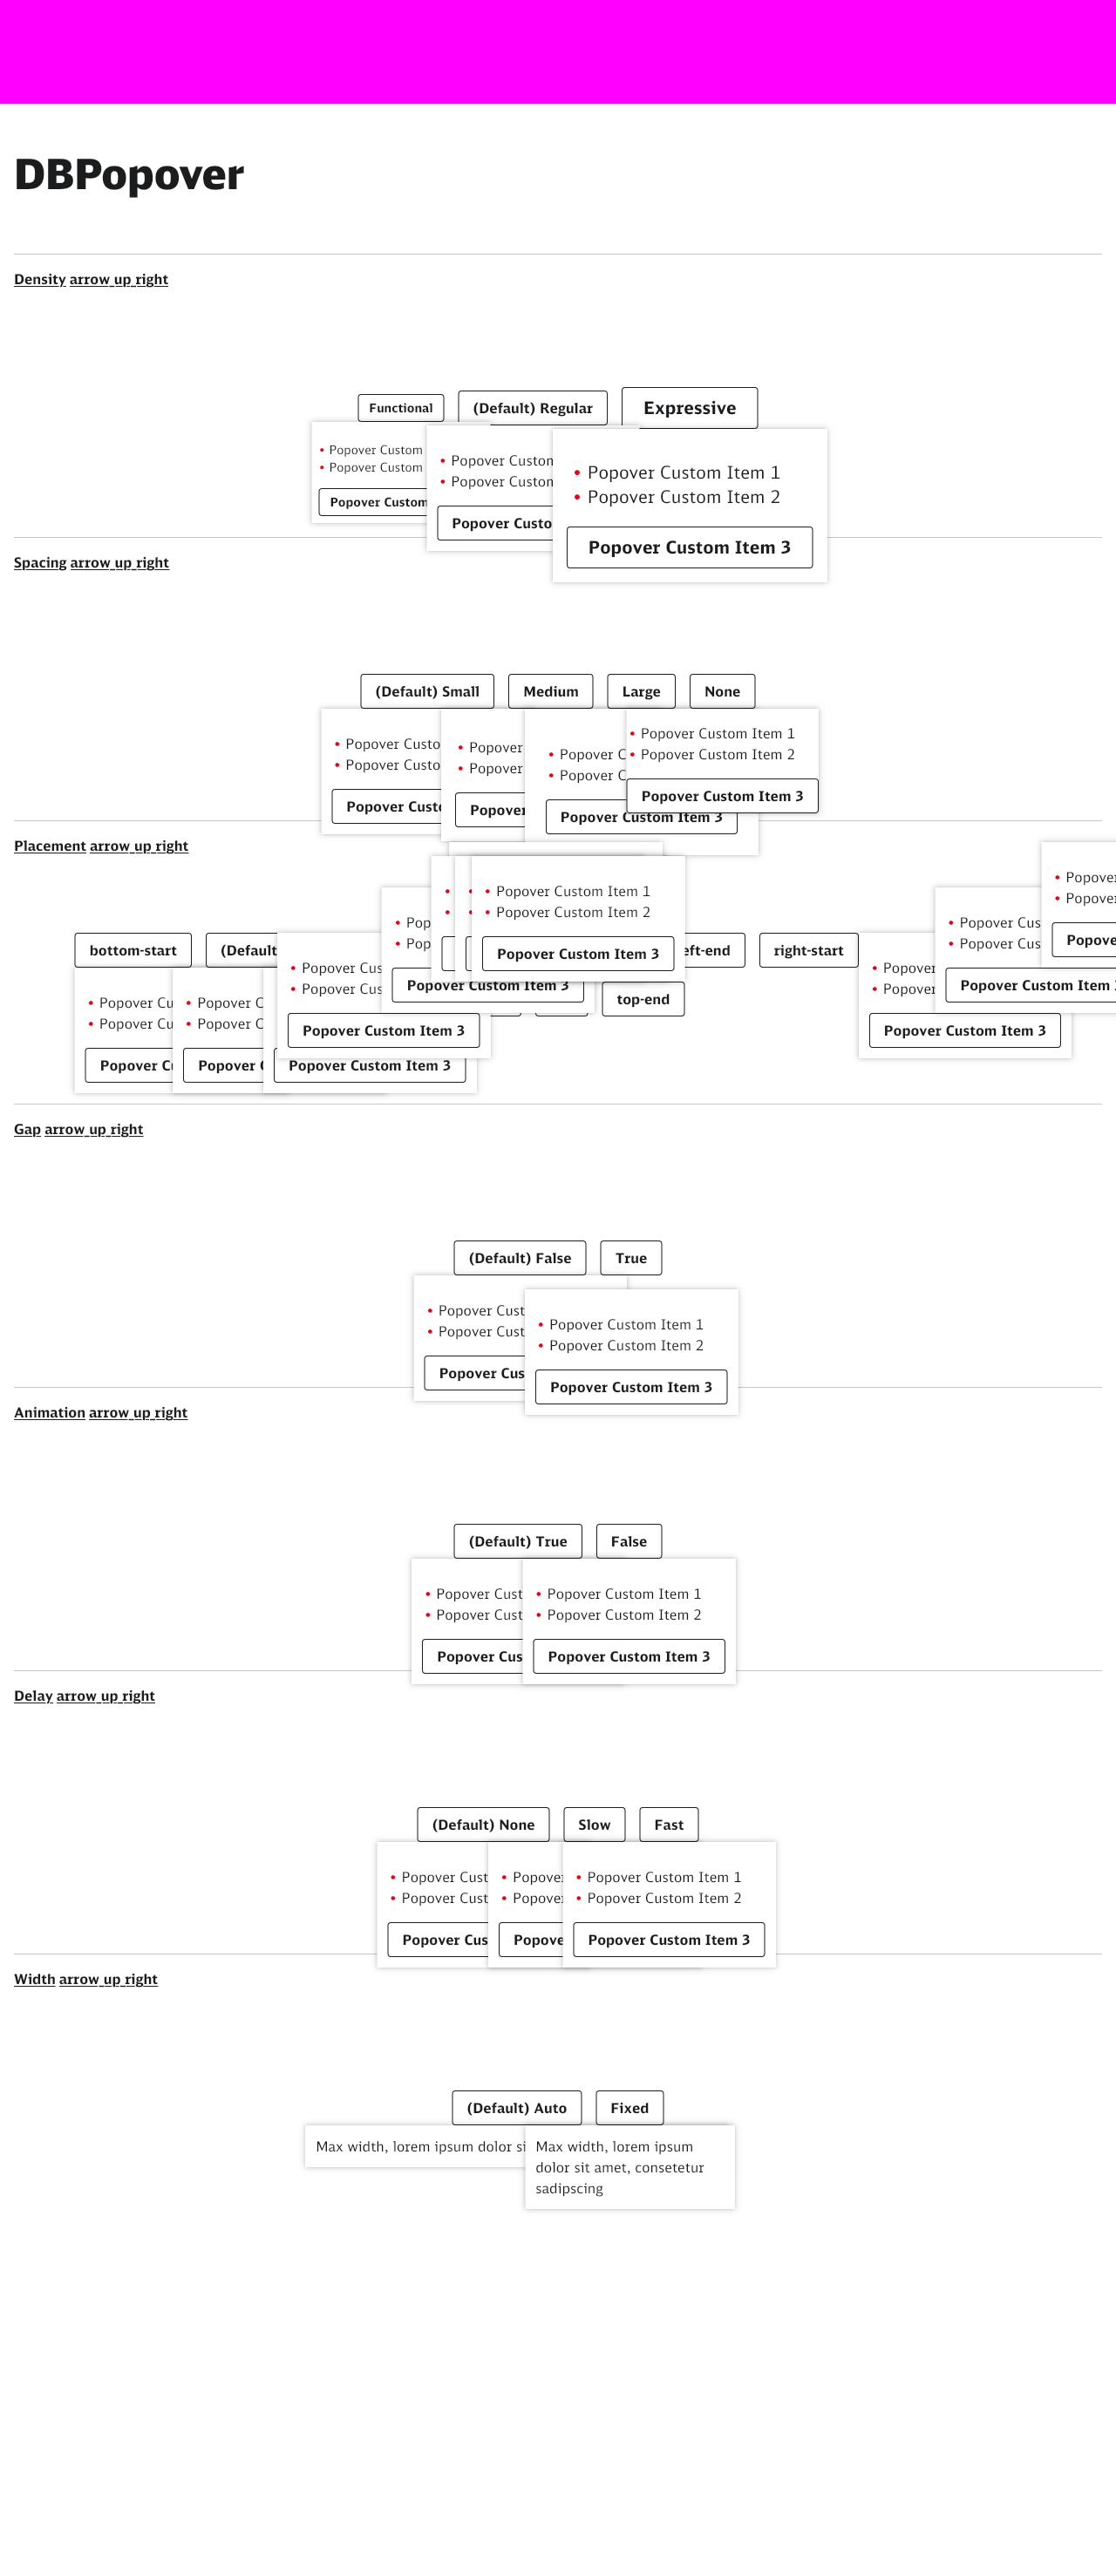 DBPopover
Density arrow up right
Functional
(Default) Regular
Expressive
Popover Custom
Popover Custom
Popover Custom
Popover Custom
Popover Custom
Popover Custo
Popover Custom Item 1
Popover Custom Item 2
Popover Custom Item 3
Spacing arrow up right
(Default) Small
Medium
Large
None
Popover Custo
Popover Custo
Popover Custo
Popover
Popover
Popover
Popover C
Popover C
Popover Custom Item 3
Popover Custom Item 1
Popover Custom Item 2
Popover Custom Item 3
Placement arrow up right
bottom-start
(Default
eft-end
right-start
top-end
Popover Cu
Popover Cu
Popover Cu
Popover C
Popover C
Popover C
Popover Custom Item 3
Popover Cus
Popover Cus
Popover Custom Item 3
Pop
Pop
Popover Custom Item 3
Popover Custom Item 1
Popover Custom Item 2
Popover Custom Item 3
Popover
Popover
Popover Custom Item 3
Popover Cus
Popover Cus
Popover Custom Item
Popover
Popover
Popove
Gap arrow up right
(Default) False
True
Popover Cust
Popover Cust
Popover Cus
Popover Custom Item 1
Popover Custom Item 2
Popover Custom Item 3
Animation arrow up right
(Default) True
False
Popover Cust
Popover Cust
Popover Cus
Popover Custom Item 1
Popover Custom Item 2
Popover Custom Item 3
Delay arrow up right
(Default) None
Slow
Fast
Popover Cust
Popover Cust
Popover Cus
Popover
Popover
Popove
Popover Custom Item 1
Popover Custom Item 2
Popover Custom Item 3
Width arrow up right
(Default) Auto
Fixed
Max width, lorem ipsum dolor si
Max width, lorem ipsum
dolor sit amet, consetetur
sadipscing